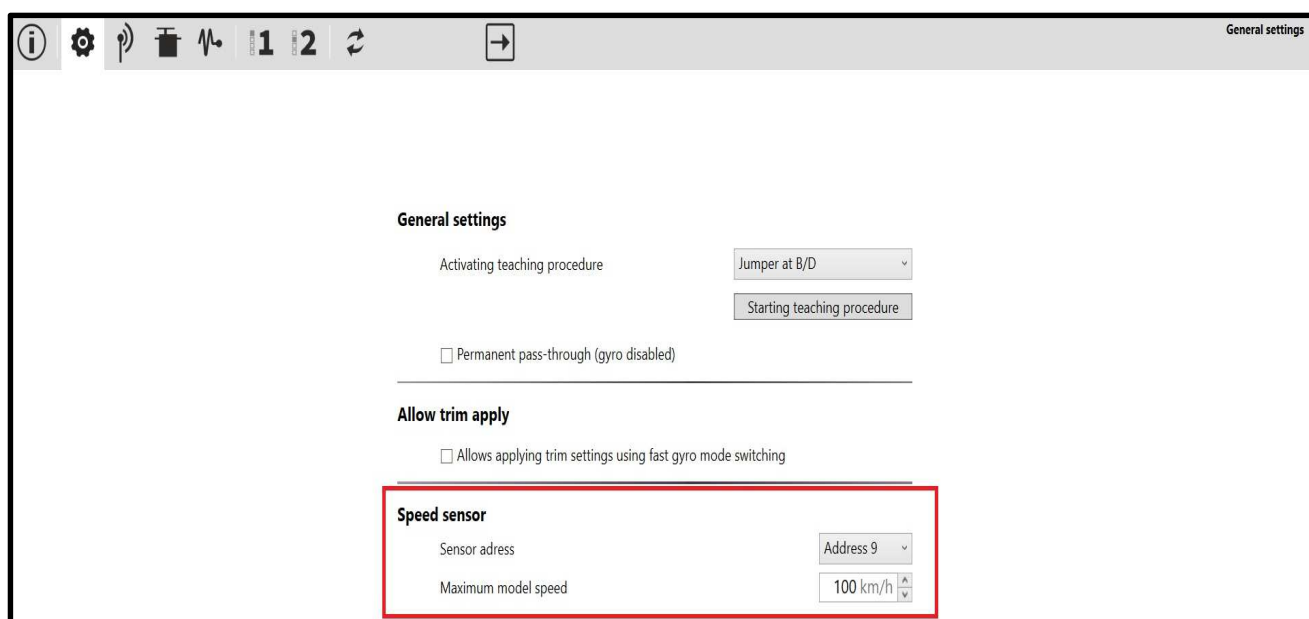 i 1 2 General settings
General settings
Activating teaching procedure Jumper at B/D
Starting teaching procedure
Permanent pass-through (gyro disabled)
Allow trim apply
Allows applying trim settings using fast gyro mode switching
Speed sensor
Sensor adress Address 9
Maximum model speed 100 km/h